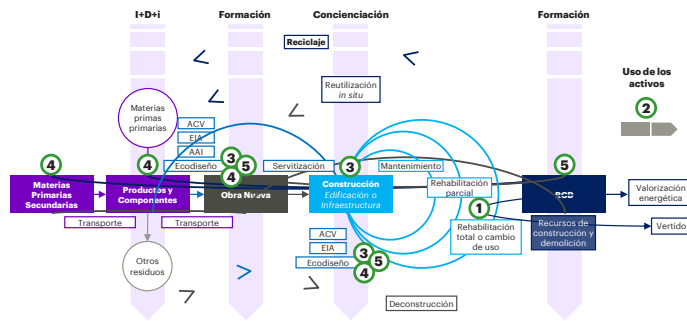 I+D+i
Formación
Concienciación
Formación
Reciclaje
Reutilización
in situ
Uso de los
activos
2
Materias
primas
primarias
ACV
EIA
AAI
Ecodiseño
3
5
4
4
4
Servitización
3
Mantenimiento
5
Materias
Primarias
Secundarias
Productos y
Componentes
Obra Nueva
Construcción
Edificación o
Infraestructura
Rehabilitación
parcial
RCD
Valorización
energética
1
Transporte
Transporte
Rehabilitación
total o cambio
de uso
Recursos de
construcción y
demolición
Vertido
ACV
EIA
Ecodiseño
3
5
4
Otros
residuos
Deconstrucción